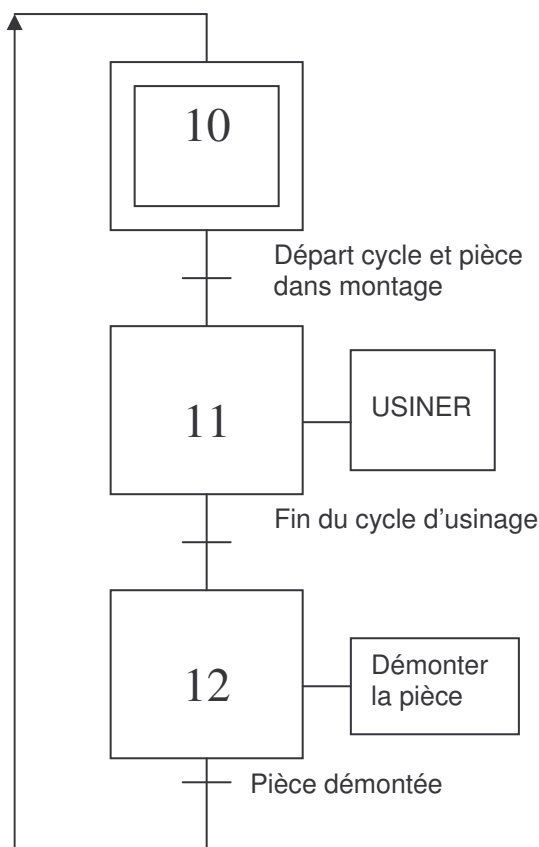 10
Départ cycle et pièce
dans montage
11
USINER
Fin du cycle d'usinage
12
Démonter
la pièce
Pièce démontée